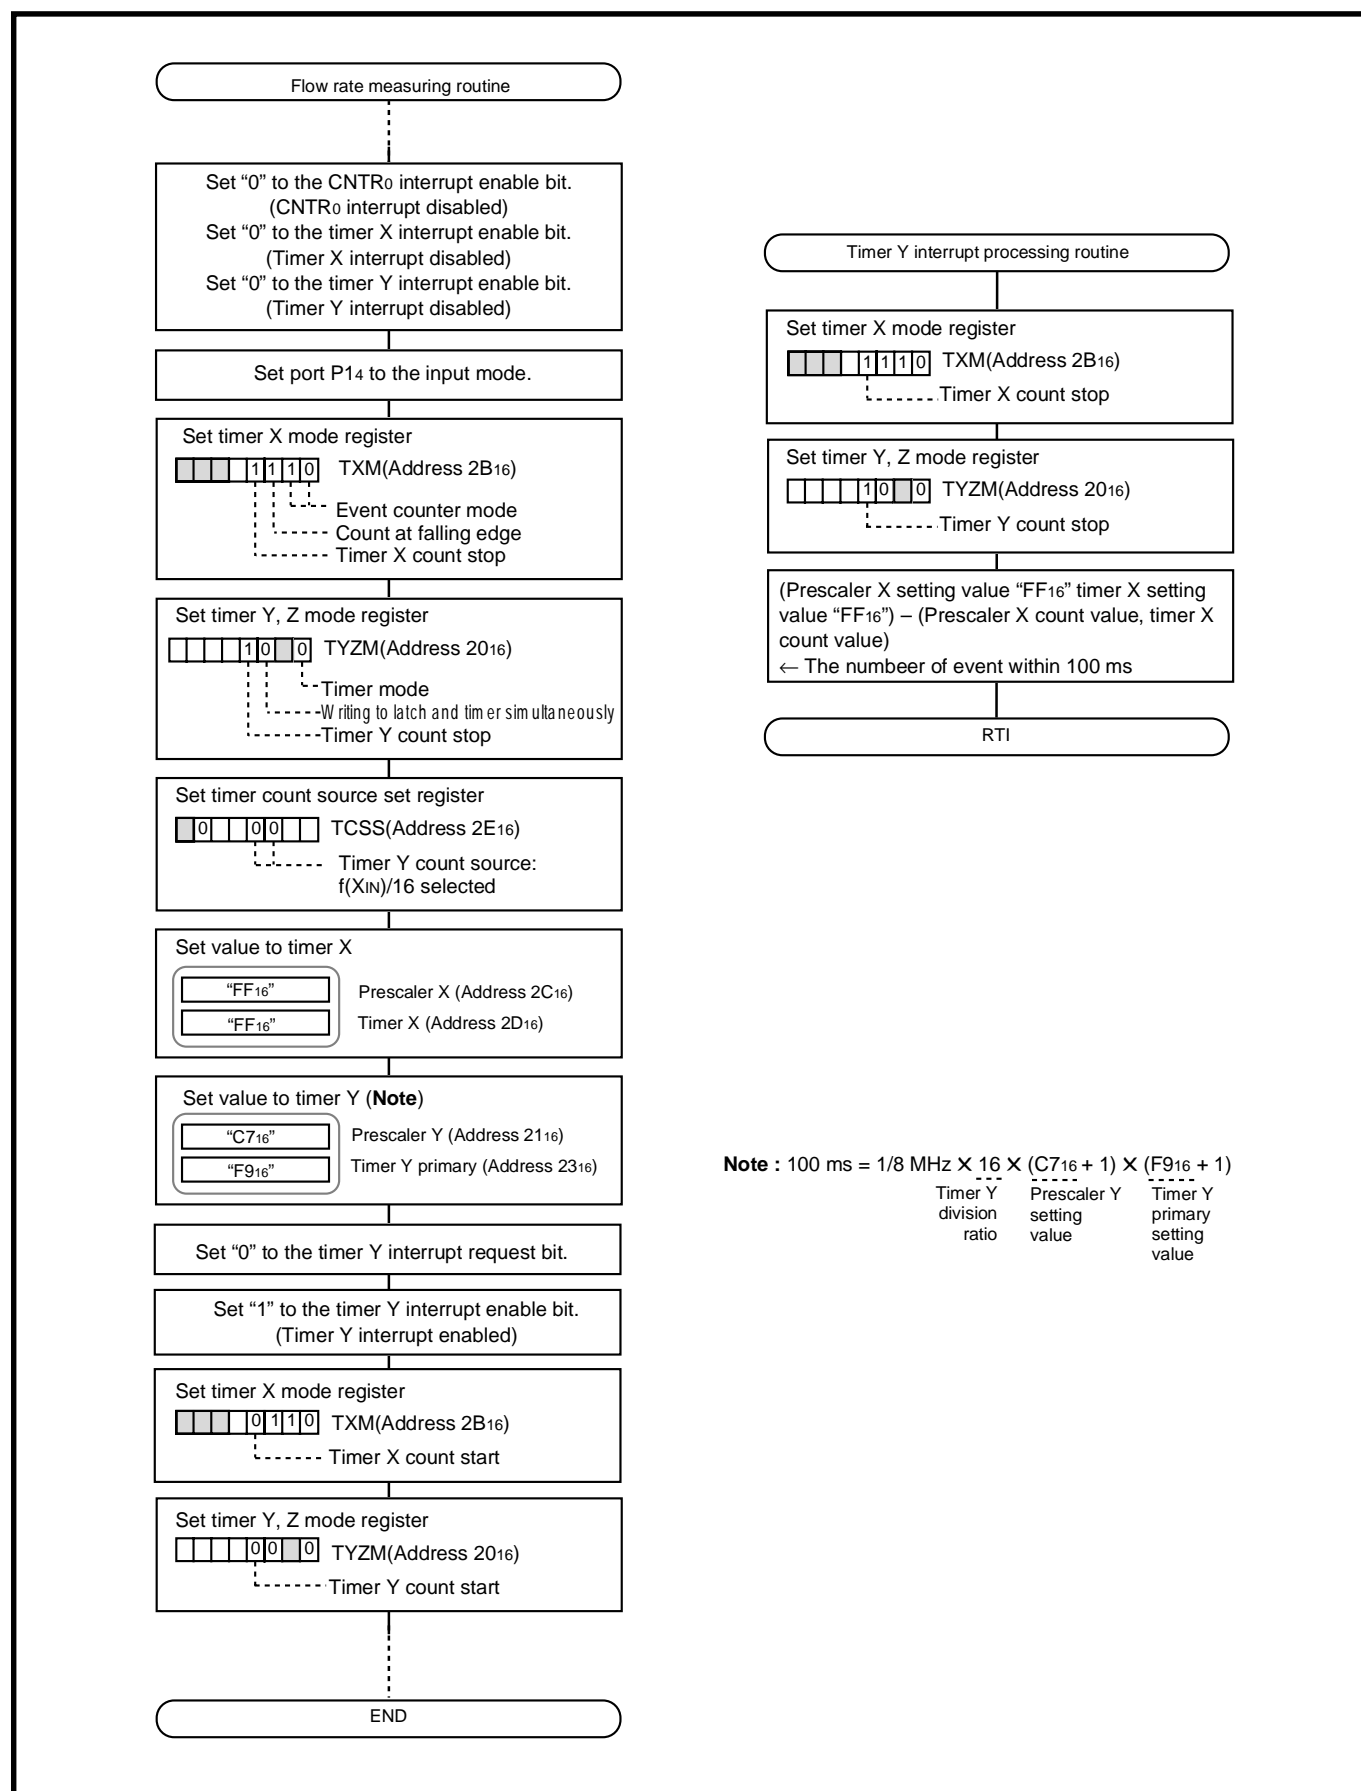 Flow rate measuring routine
Set “0” to the CNTR0 interrupt enable bit.
(CNTR0 interrupt disabled)
Set “0” to the timer X interrupt enable bit.
(Timer X interrupt disabled)
Set “0” to the timer Y interrupt enable bit.
(Timer Y interrupt disabled)
Set port P14 to the input mode.
Set timer X mode register
1 1 1 0 TXM(Address 2B16)
Event counter mode
Count at falling edge
Timer X count stop
Set timer Y, Z mode register
1 0 0 TYZM(Address 2016)
Timer mode
Writing to latch and timer simultaneously
Timer Y count stop
Set timer count source set register
0 0 0 TCSS(Address 2E16)
Timer Y count source:
f(XIN)/16 selected
Set value to timer X
“FF16” Prescaler X (Address 2C16)
“FF16” Timer X (Address 2D16)
Set value to timer Y (Note)
“C716” Prescaler Y (Address 2116)
“F916” Timer Y primary (Address 2316)
Set “0” to the timer Y interrupt request bit.
Set “1” to the timer Y interrupt enable bit.
(Timer Y interrupt enabled)
Set timer X mode register
0 1 1 0 TXM(Address 2B16)
Timer X count start
Set timer Y, Z mode register
0 0 0 TYZM(Address 2016)
Timer Y count start
END
Timer Y interrupt processing routine
Set timer X mode register
1 1 1 0 TXM(Address 2B16)
Timer X count stop
Set timer Y, Z mode register
1 0 0 TYZM(Address 2016)
Timer Y count stop
(Prescaler X setting value “FF16” timer X setting
value “FF16”) – (Prescaler X count value, timer X
count value)
← The numbeer of event within 100 ms
RTI
Note : 100 ms = 1/8 MHz × 16 × (C716 + 1) × (F916 + 1)
Timer Y
division
ratio
Prescaler Y
setting
value
Timer Y
primary
setting
value